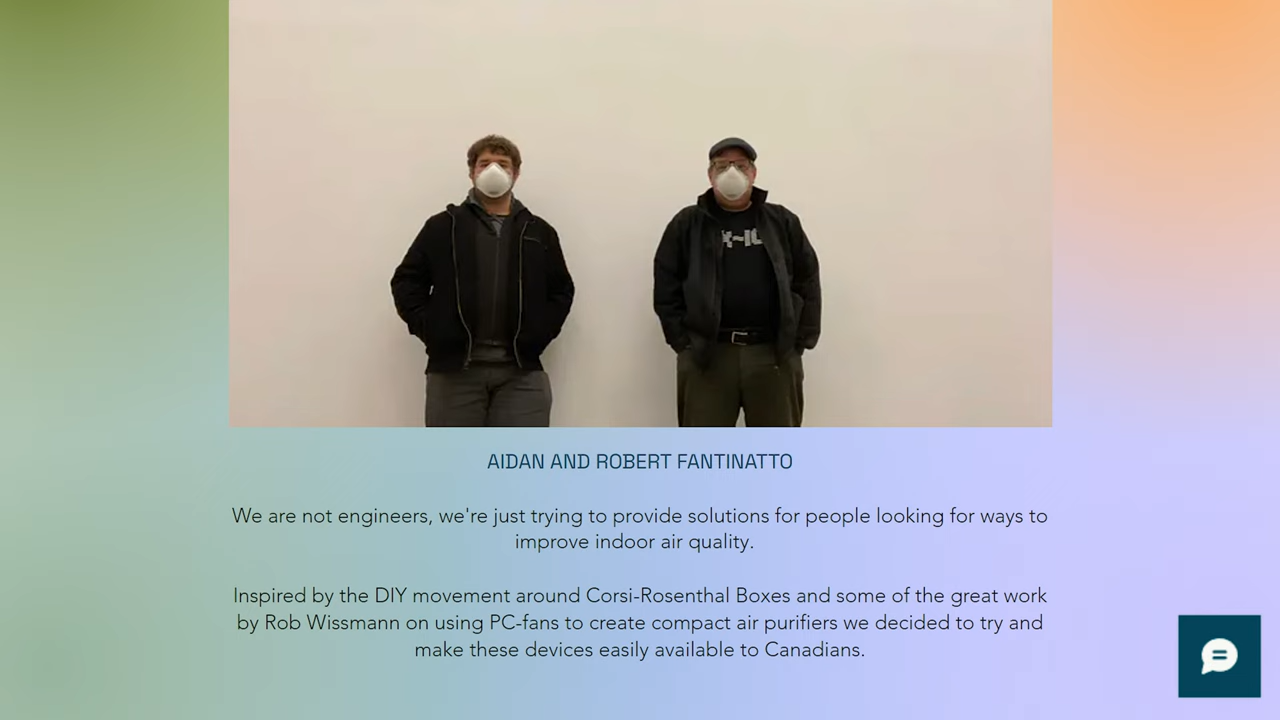 AIDAN AND ROBERT FANTINATTO
We are not engineers, we're just trying to provide solutions for people looking for ways to
improve indoor air quality.
Inspired by the DIY movement around Corsi-Rosenthal Boxes and some of the great work
by Rob Wissmann on using PC-fans to create compact air purifiers we decided to try and
make these devices easily available to Canadians.